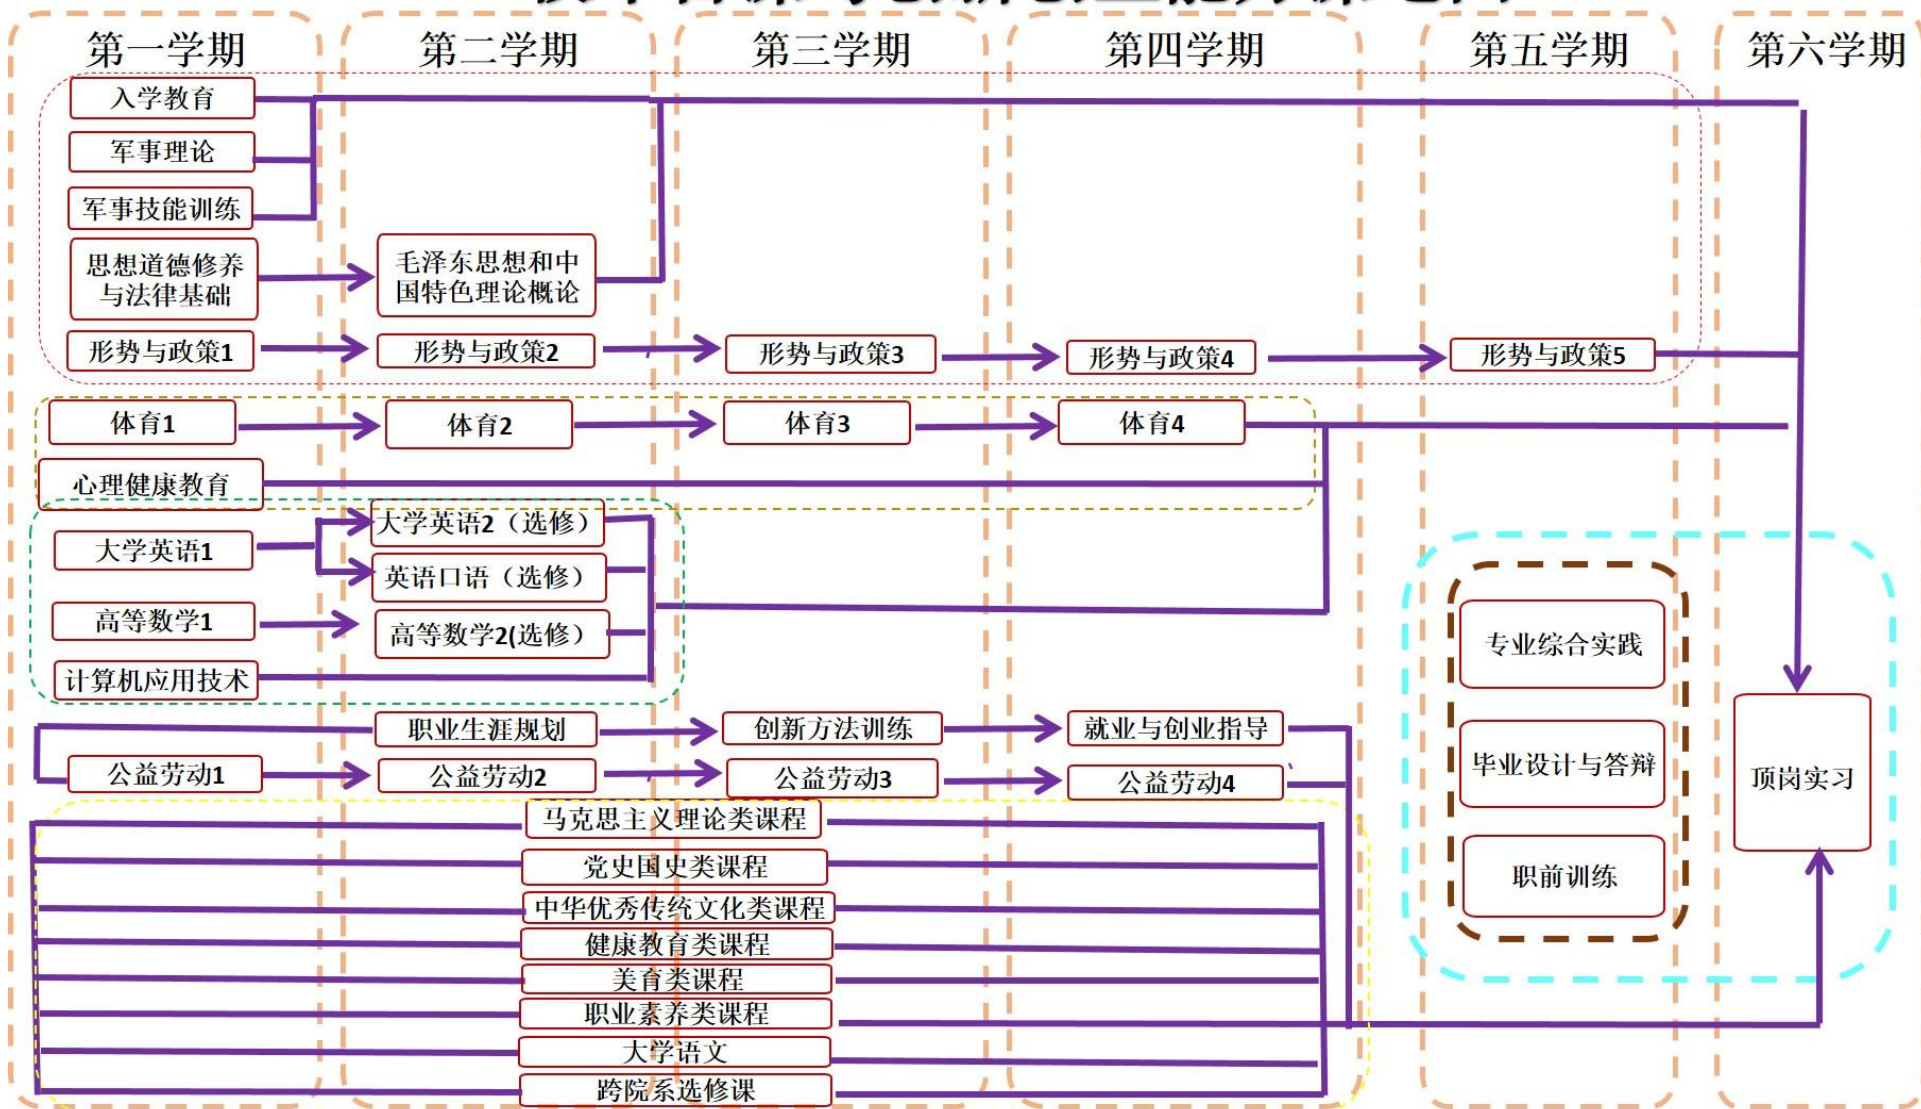 第一学期
第二学期
第三学期
第四学期
第五学期
第六学期
入学教育
军事理论
军事技能训练
思想道德修养
与法律基础
毛泽东思想和中
国特色理论概论
形势与政策1
形势与政策2
形势与政策3
形势与政策4
形势与政策5
体育1
体育2
体育3
体育4
心理健康教育
大学英语1
大学英语2（选修）
英语口语（选修）
高等数学1
高等数学2(选修）
计算机应用技术
职业生涯规划
创新方法训练
就业与创业指导
公益劳动1
公益劳动2
公益劳动3
公益劳动4
马克思主义理论类课程
党史国史类课程
中华优秀传统文化类课程
健康教育类课程
美育类课程
职业素养类课程
大学语文
跨院系选修课
专业综合实践
毕业设计与答辩
职前训练
顶岗实习